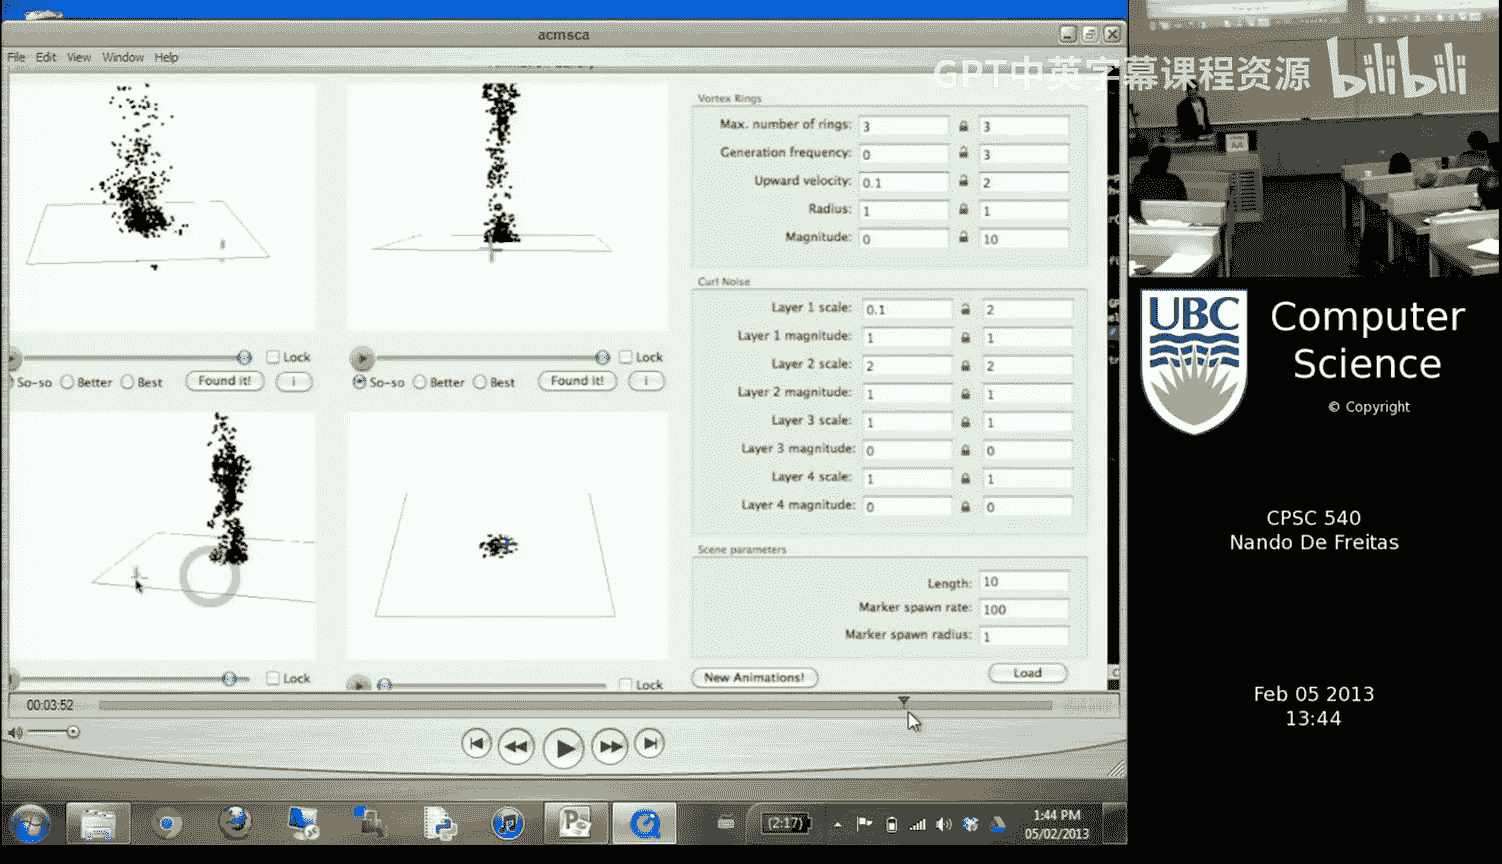 acmsca
File Edit View Window Help
GPT中英字幕课程资源 bilibili
Vortex Rings
Max. number of rings: 3 3
Generation frequency: 0 3
Upward velocity: 0.1 2
Radius: 1 1
Magnitude: 0 10
Curl Noise
Layer 1 scale: 0.1 2
Layer 1 magnitude: 1 1
Layer 2 scale: 2 2
Layer 2 magnitude: 1 1
Layer 3 scale: 1 1
Layer 3 magnitude: 0 0
Layer 4 scale: 1 1
Layer 4 magnitude: 0 0
Scene parameters
Length: 10
Marker spawn rate: 100
Marker spawn radius: 1
New Animations! Load
Lock Lock
So-so Better Best Found it! i So-so Better Best Found it! i
Lock Lock
00:03:52
(2:17)
1:44 PM
05/02/2013
AA
UBC
Computer
Science
© Copyright
CPSC 540
Nando De Freitas
Feb 05 2013
13:44